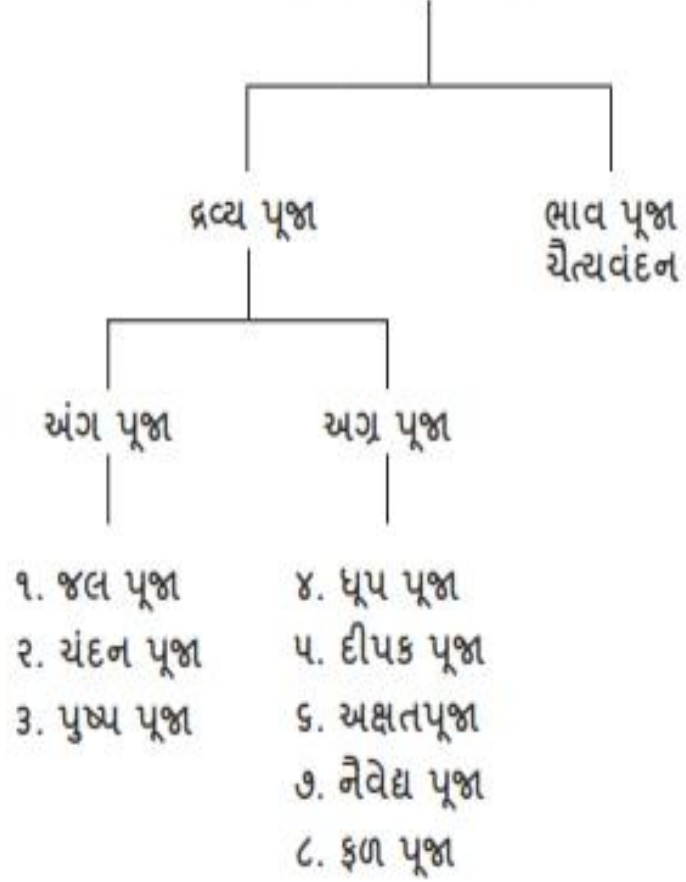 દ્રવ્ય પૂજા
ભાવ પૂજા
ચૈત્યવંદન
અંગ પૂજા
અગ્ર પૂજા
૧. જલ પૂજા
૨. ચંદન પૂજા
૩. પુષ્પ પૂજા
૪. ધૂપ પૂજા
૫. દીપક પૂજા
૬. અક્ષતપૂજા
૭. નૈવેદ્ય પૂજા
૮. ફળ પૂજા